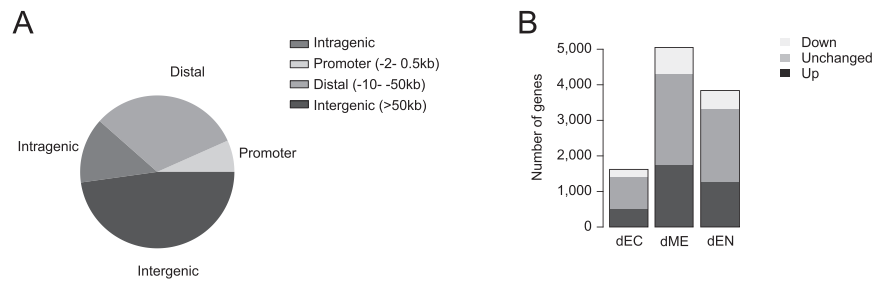 A
Distal
Intragenic
Promoter
Intergenic
Intragenic
Promoter (-2- 0.5kb)
Distal (-10- -50kb)
Intergenic (>50kb)
B
Number of genes
5,000
4,000
3,000
2,000
1,000
0
dEC dME dEN
Down
Unchanged
Up